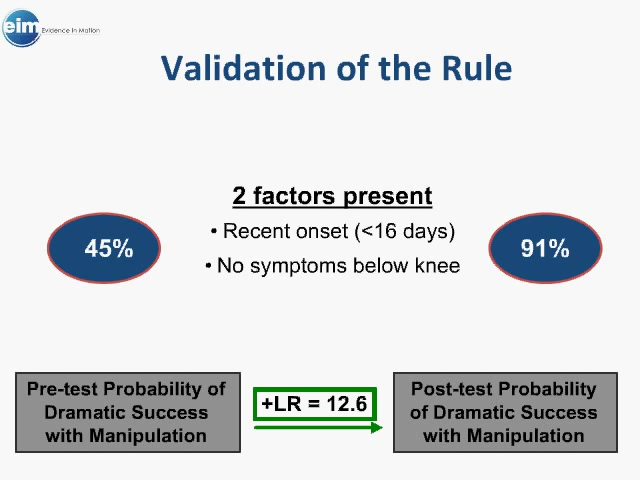 eim
Evidence in Motion
Validation of the Rule
2 factors present
• Recent onset (<16 days)
• No symptoms below knee
45%
91%
Pre-test Probability of
Dramatic Success
with Manipulation
+LR = 12.6
Post-test Probability
of Dramatic Success
with Manipulation